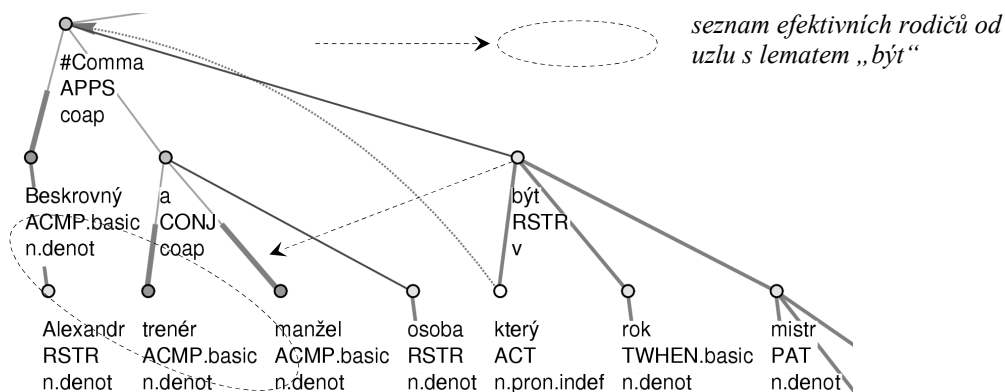 seznam efektivních rodičů od
uzlu s lematem „být“
#Comma
APPS
coap
Beskrovný
ACMP.basic
n.denot
a
CONJ
coap
být
RSTR
v
Alexandr
RSTR
n.denot
trenér
ACMP.basic
n.denot
manžel
ACMP.basic
n.denot
osoba
RSTR
n.denot
který
ACT
n.pron.indef
rok
TWHEN.basic
n.denot
mistr
PAT
n.denot